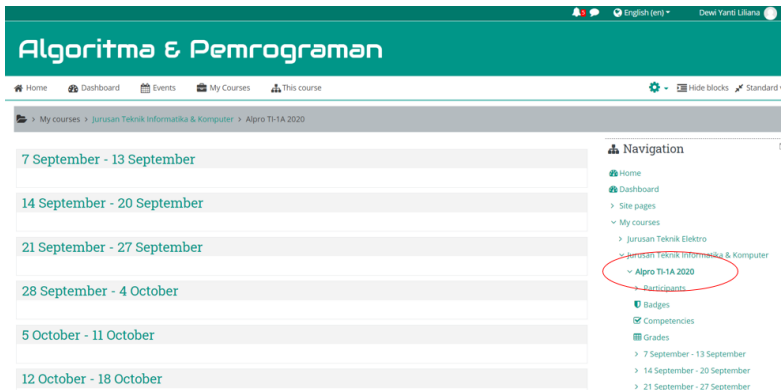 5 English (en) Dewi Yanti Liliana
Algoritma & Pemrograman
Home Dashboard Events My Courses This course Hide blocks Standard
> My courses > Jurusan Teknik Informatika & Komputer > Alpro TI-1A 2020
7 September - 13 September
14 September - 20 September
21 September - 27 September
28 September - 4 October
5 October - 11 October
12 October - 18 October
Navigation
Home
Dashboard
> Site pages
My courses
> Jurusan Teknik Elektro
Jurusan Teknik Informatika & Komputer
Alpro TI-1A 2020
> Participants
Badges
Competencies
Grades
> 7 September - 13 September
> 14 September - 20 September
> 21 September - 27 September